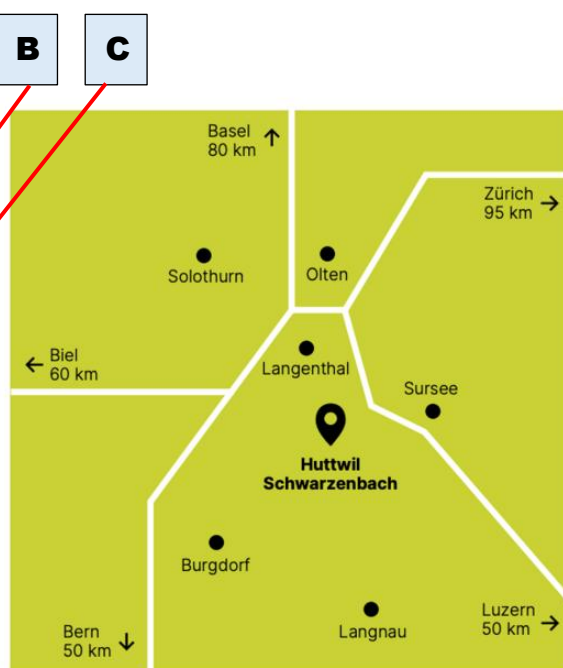 B
C
Basel
80 km
Zürich
95 km
Solothurn
Olten
Biel
60 km
Langenthal
Sursee
Huttwil
Schwarzenbach
Burgdorf
Bern
50 km
Langnau
Luzern
50 km